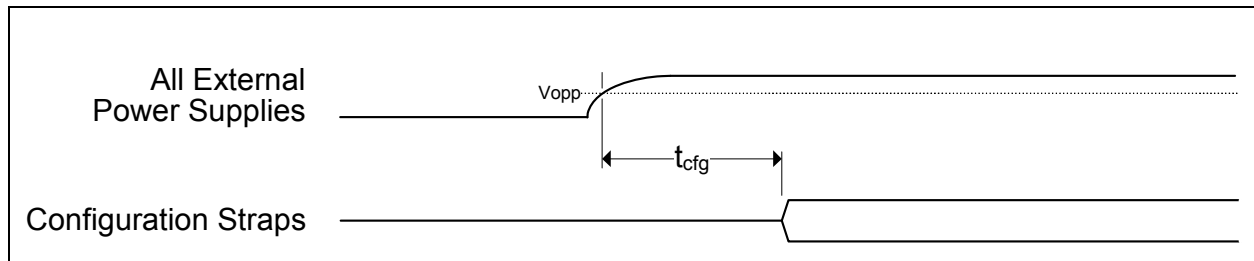 All External
Power Supplies
Vopp
tcfg
Configuration Straps